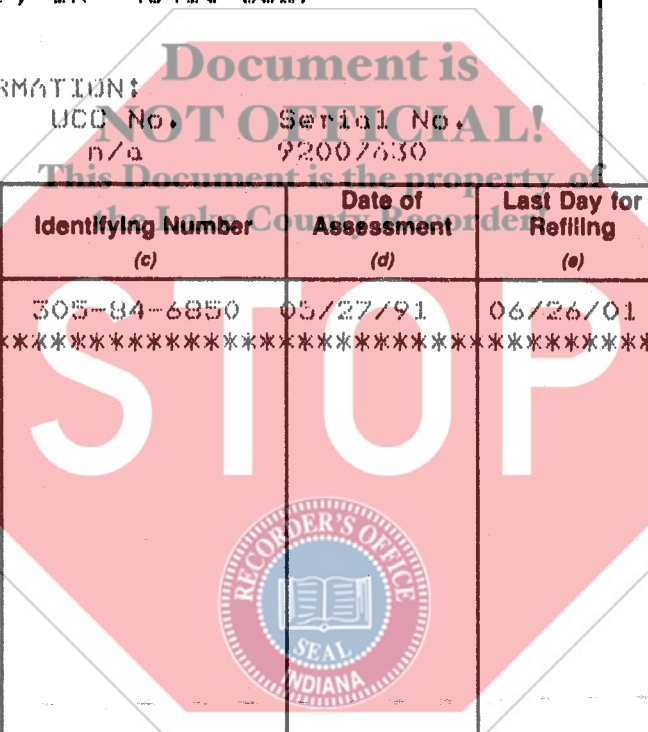 Document is
RMATION:
NOT OFFICIAL!
UCC No. Serial No.
n/a 92007630
This Document is the property of
the Lake County Recorder!
Identifying Number Date of Assessment Last Day for Refiling
(c) (d) (e)
305-84-6850 05/27/91 06/26/01
**********************************
STOP
RECORDER'S OFFICE
SEAL
INDIANA